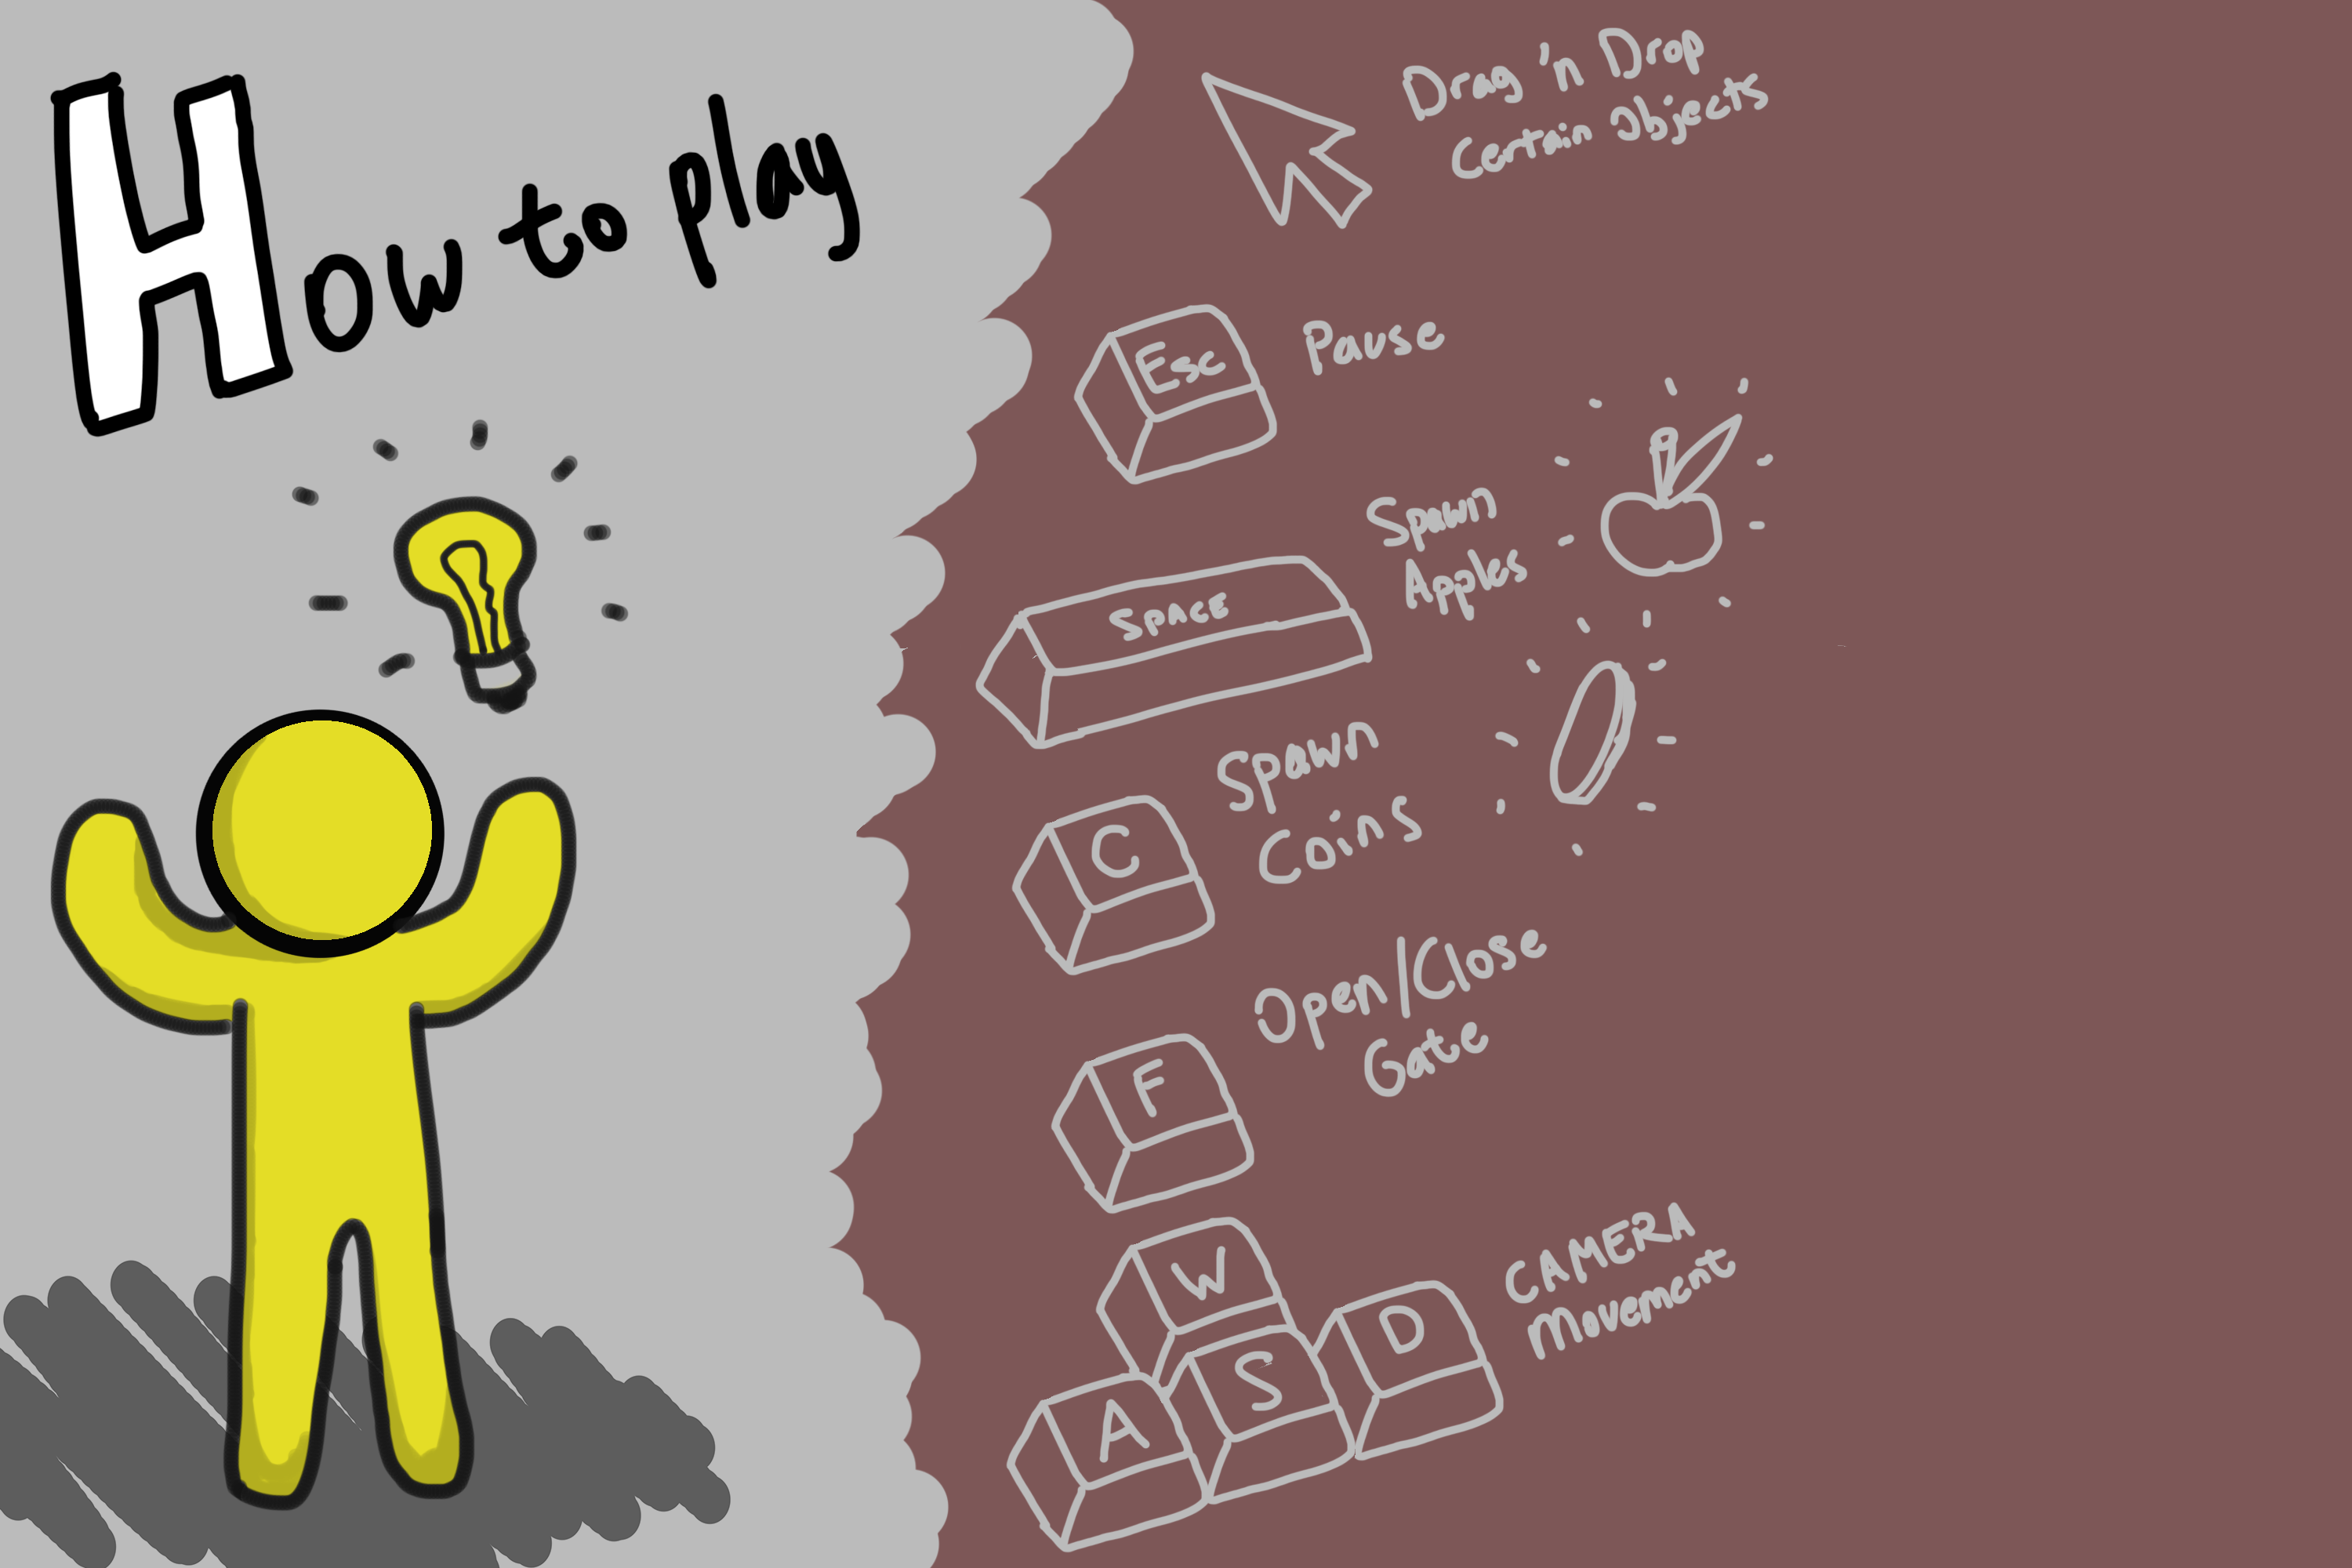 How to play
Drag 'n Drop
Certain Objects
Esc
Pause
Space
Spawn
Apples
C
Spawn
Coins
F
Open/Close
Gate
W
A
S
D
CAMERA
Movement